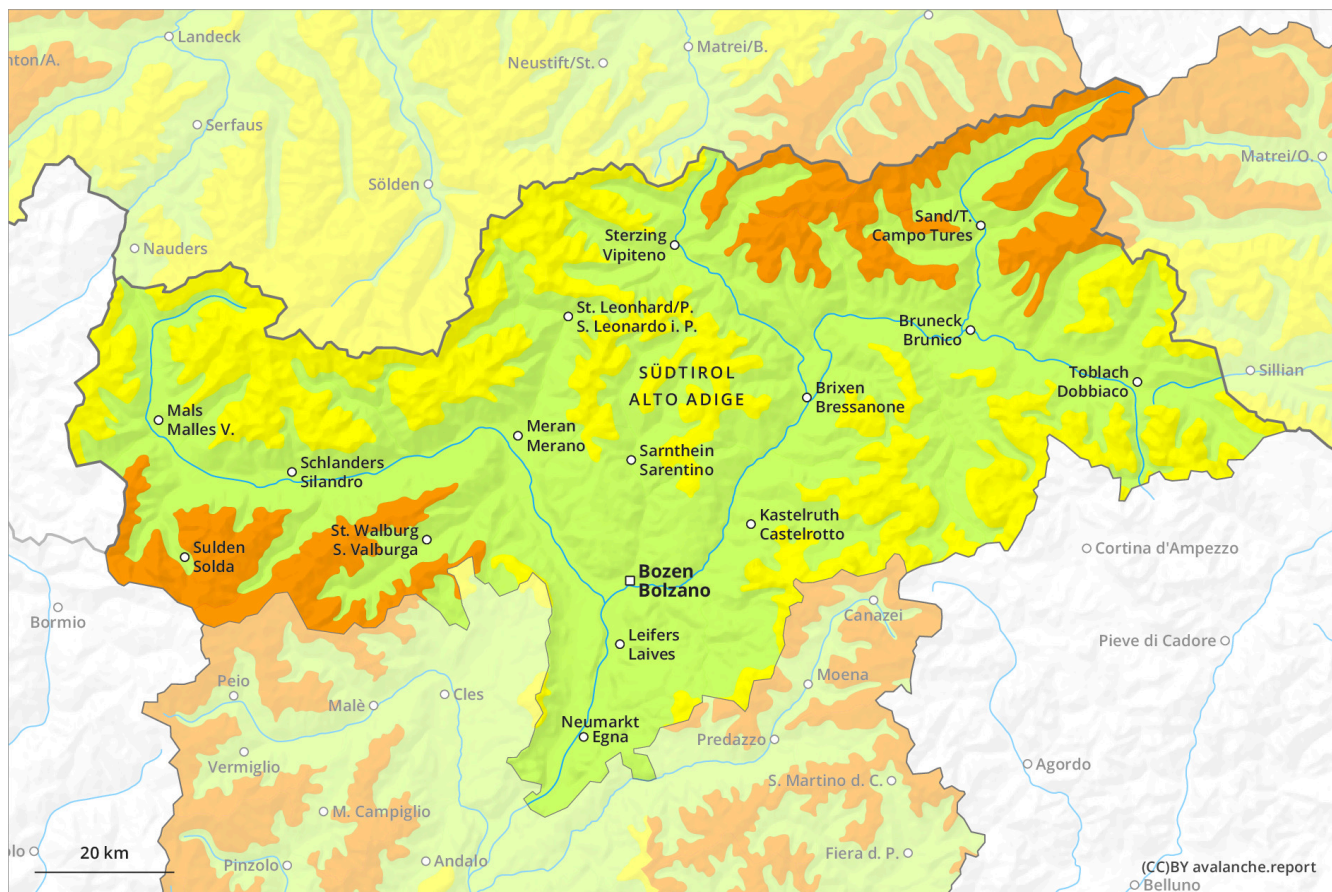 Landeck
nton/A.
Matrei/B.
Neustift/St.
Serfaus
Matrei/O.
Sölden
Sand/T.
Campo Tures
Nauders
Sterzing
Vipiteno
St. Leonhard/P.
S. Leonardo i. P.
Bruneck
Brunico
SÜDTIROL
ALTO ADIGE
Toblach
Dobbiaco
Sillian
Brixen
Bressanone
Mals
Malles V.
Meran
Merano
Sarnthein
Sarentino
Schlanders
Silandro
Kastelruth
Castelrotto
St. Walburg
S. Valburga
Sulden
Solda
Cortina d'Ampezzo
Bozen
Bolzano
Bormio
Canazei
Leifers
Laives
Pieve di Cadore
Peio
Moena
Malè
Cles
Neumarkt
Egna
Predazzo
Vermiglio
Agordo
S. Martino d. C.
M. Campiglio
20 km
olo
Pinzolo
Andalo
Fiera d. P.
(CC)BY avalanche.report
Belluno